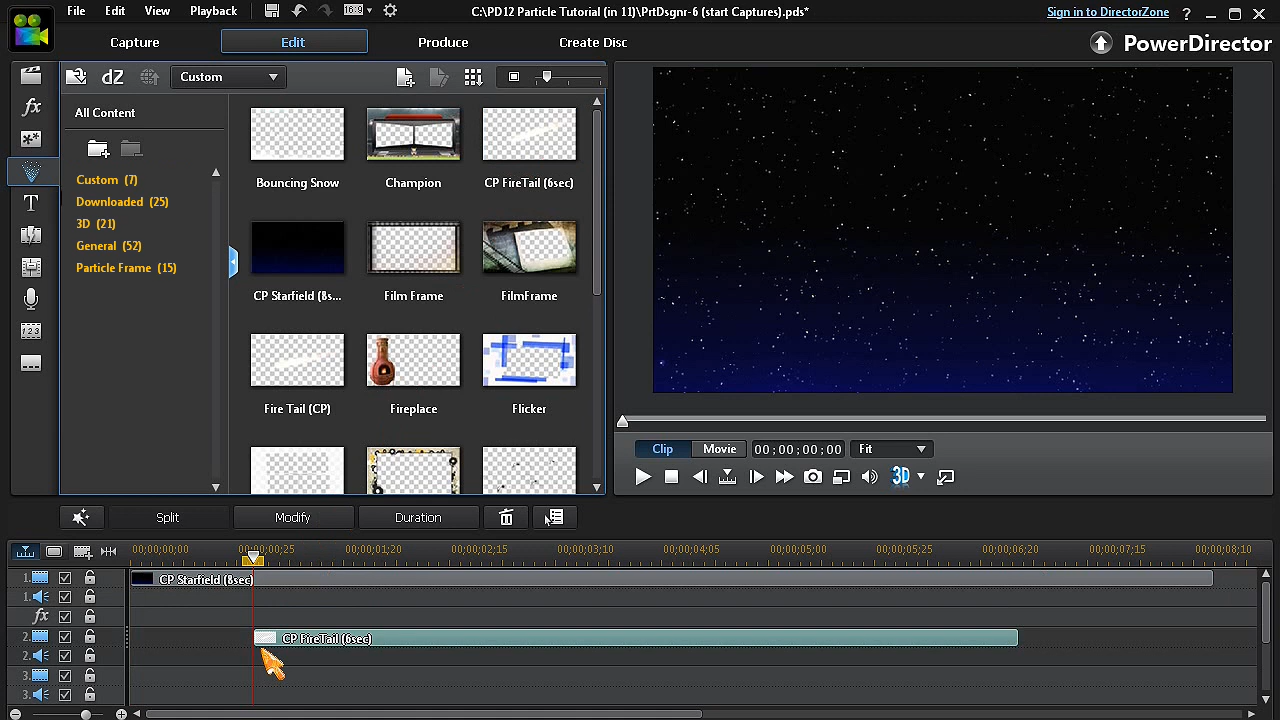 File Edit View Playback 16:9 C:\PD12 Particle Tutorial (in 11)\PrtDsgnr-6 (start Captures).pds* Sign in to DirectorZone ?
Capture Edit Produce Create Disc PowerDirector
dZ Custom
fx
All Content
T
Custom (7)
Downloaded (25)
3D (21)
General (52)
Particle Frame (15)
Bouncing Snow Champion CP FireTail (6sec)
CP Starfield (8s... Film Frame FilmFrame
Fire Tail (CP) Fireplace Flicker
Clip Movie 00;00;00;00 Fit
3D
Split Modify Duration
00;00;00;00 00;00;00;25 00;00;01;20 00;00;02;15 00;00;03;10 00;00;04;05 00;00;05;00 00;00;05;25 00;00;06;20 00;00;07;15 00;00;08;10
1. CP Starfield (8sec)
1.
fx
2. CP FireTail (6sec)
2.
3.
3.